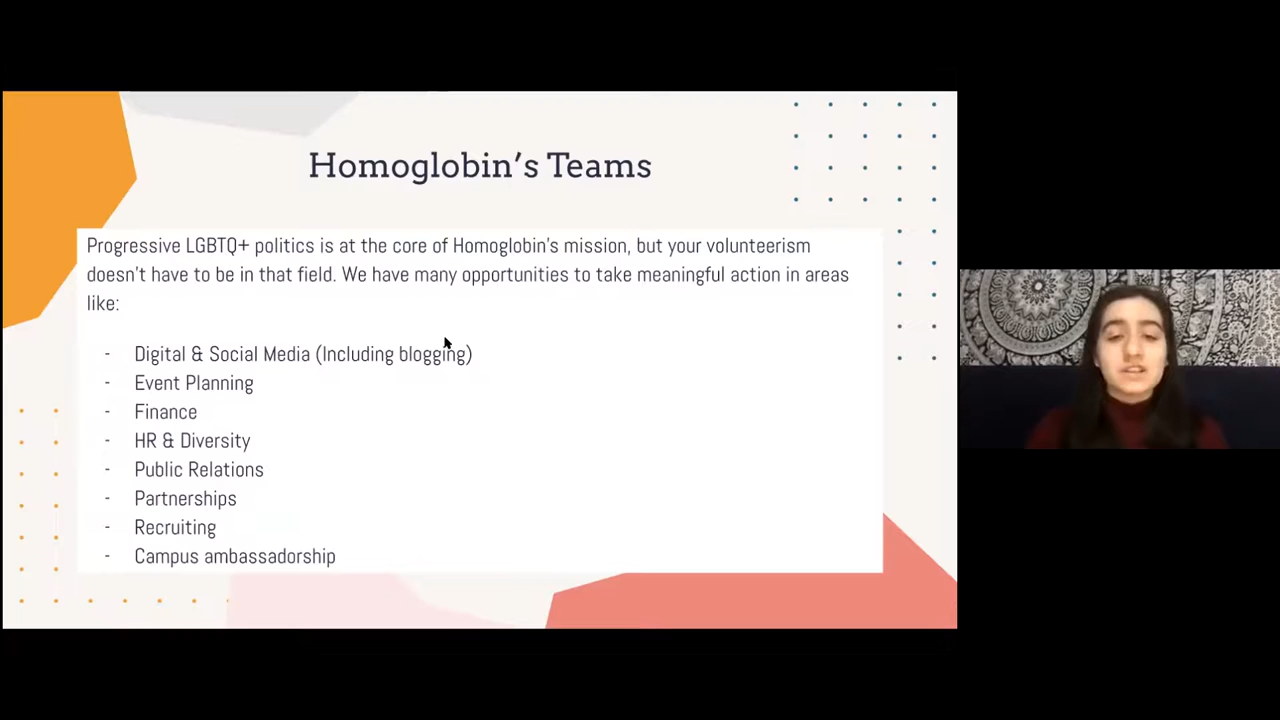 Homoglobin's Teams
Progressive LGBTQ+ politics is at the core of Homoglobin's mission, but your volunteerism
doesn't have to be in that field. We have many opportunities to take meaningful action in areas
like:
- Digital & Social Media (Including blogging)
- Event Planning
- Finance
- HR & Diversity
- Public Relations
- Partnerships
- Recruiting
- Campus ambassadorship